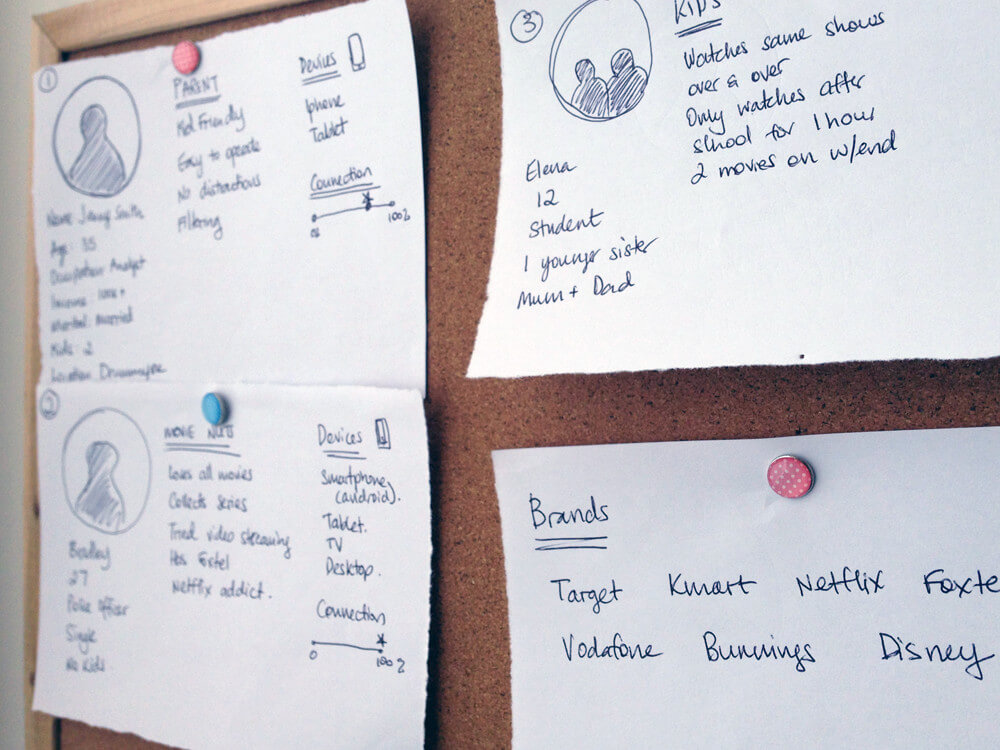 1
PARENT
Kid Friendly
Easy to operate
No distractions
Filtering
Devices
Iphone
Tablet
Connection
0%
100%
Name Jenny Smith
Age: 35
Occupation Analyst
Income 100k+
Marital: Married
Kids: 2
Location
2
MOVIE NUTS
Loves all movies
Collects series
Tried video streaming
Has Foxtel
Netflix addict.
Devices
Smartphone
(android).
Tablet.
TV
Desktop.
Connection
0
100%
Bradley
27
Police Officer
Single
No Kids
3
KIDS
Watches same shows
over & over
Only watches after
school for 1 hour
2 movies on w/end
Elena
12
Student
1 younger sister
Mum + Dad
Brands
Target Kmart Netflix Foxte
Vodafone Bunnings Disney